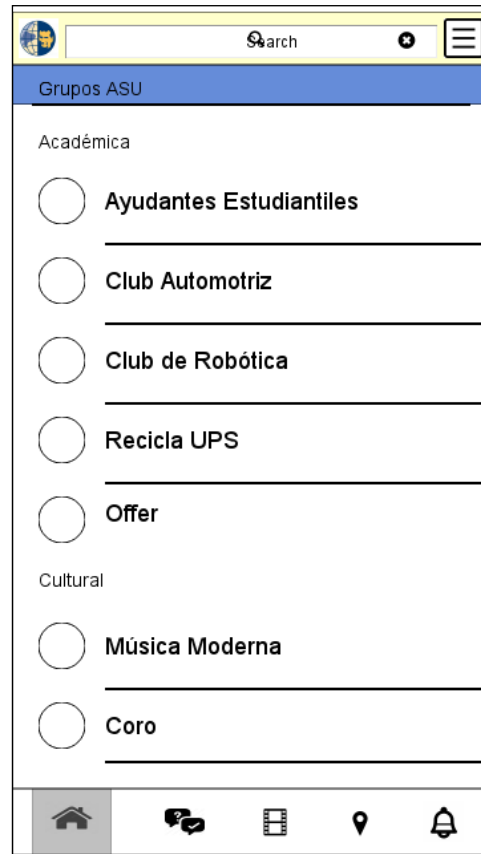 Search
Grupos ASU
Académica
Ayudantes Estudiantiles
Club Automotriz
Club de Robótica
Recicla UPS
Offer
Cultural
Música Moderna
Coro